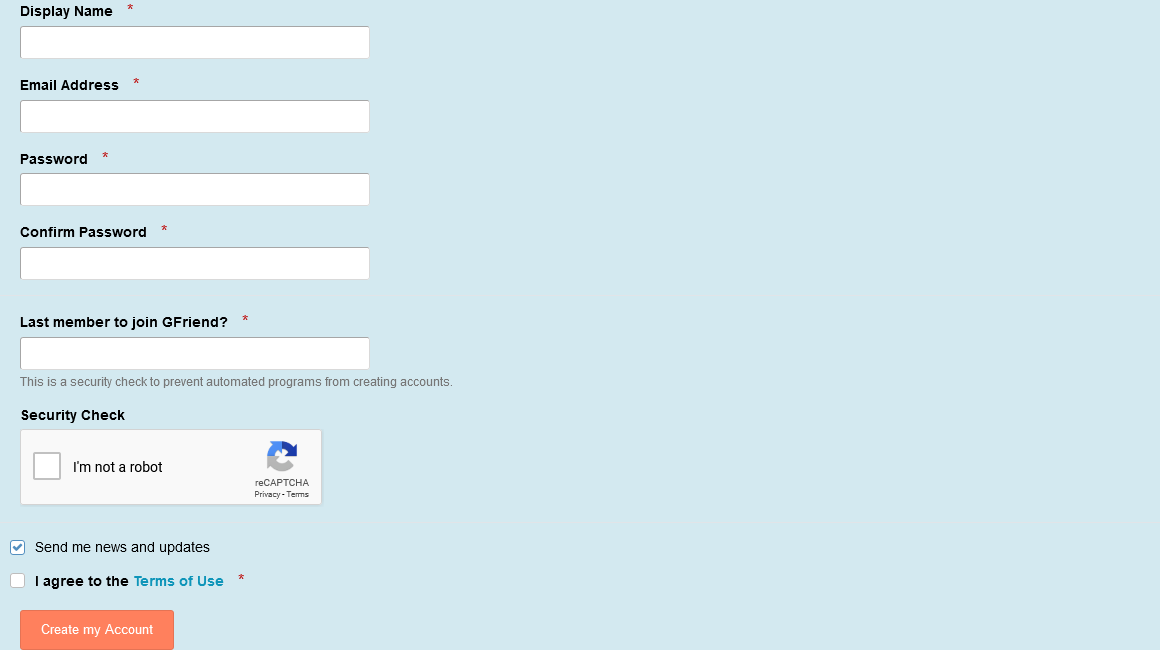 Display Name *
Email Address *
Password *
Confirm Password *
Last member to join GFriend? *
This is a security check to prevent automated programs from creating accounts.
Security Check
I'm not a robot
reCAPTCHA
Privacy - Terms
Send me news and updates
I agree to the Terms of Use *
Create my Account